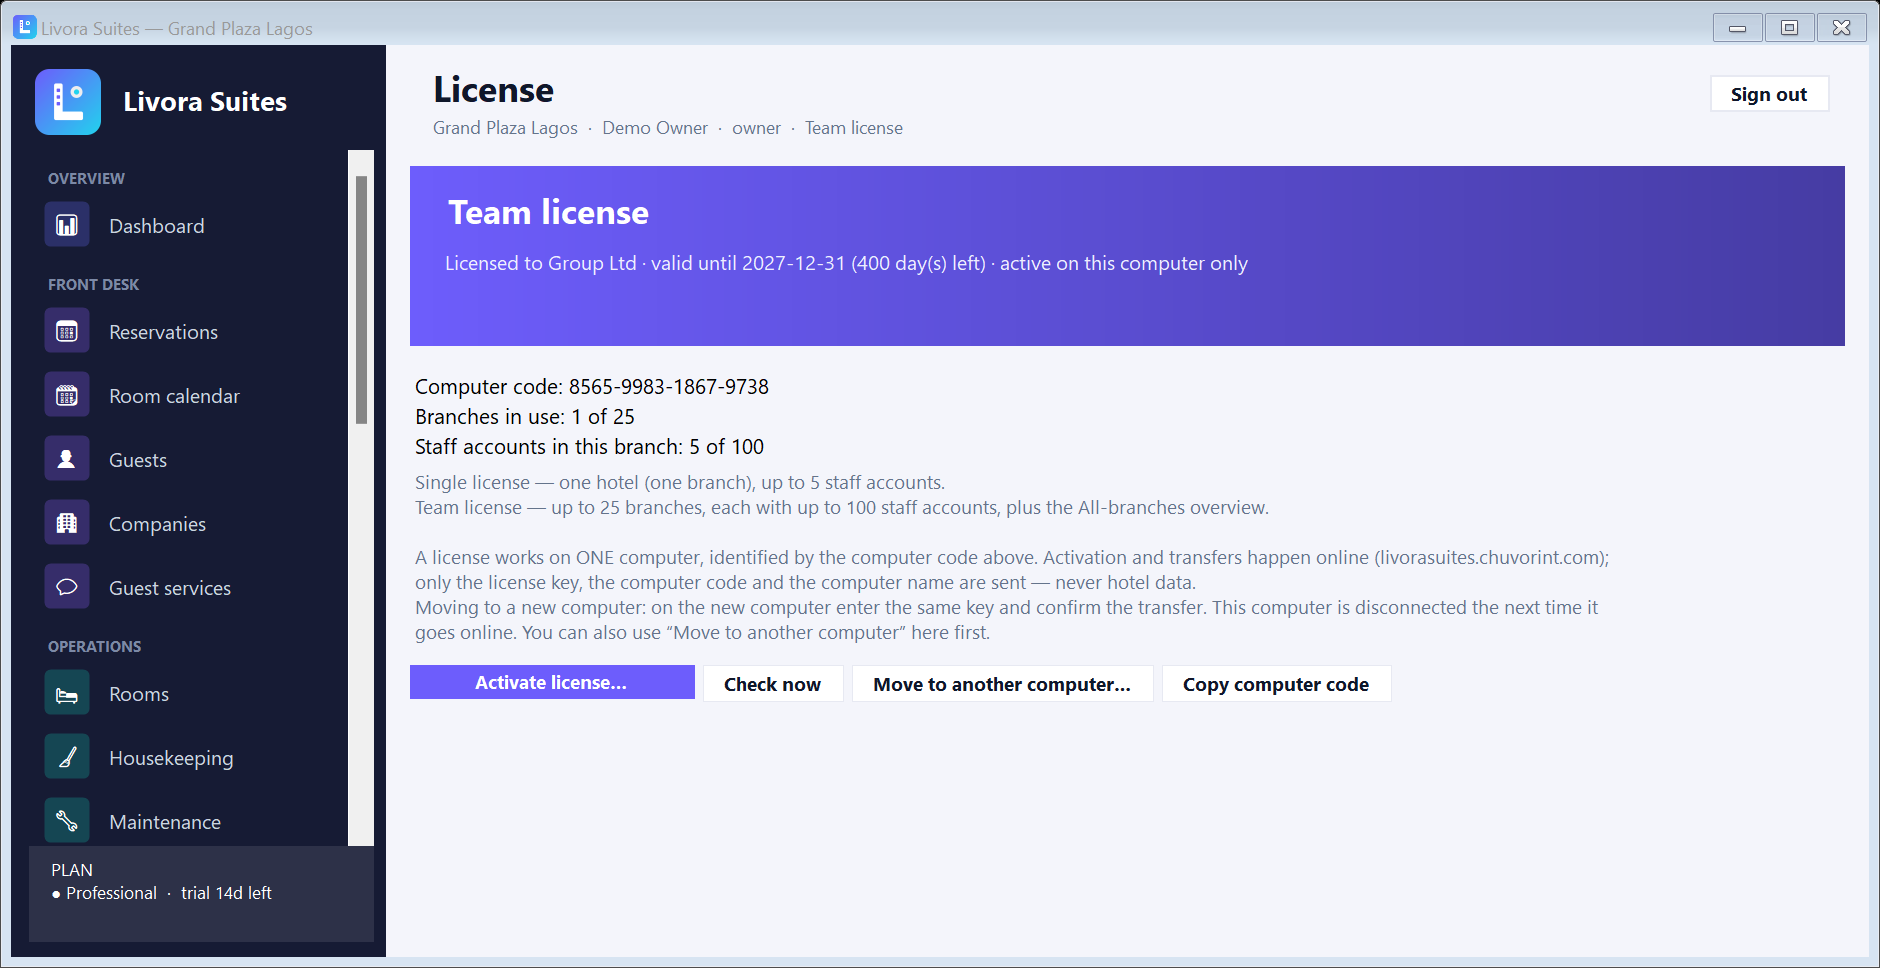 Livora Suites — Grand Plaza Lagos
Livora Suites
OVERVIEW
Dashboard
FRONT DESK
Reservations
Room calendar
Guests
Companies
Guest services
OPERATIONS
Rooms
Housekeeping
Maintenance
PLAN
● Professional · trial 14d left
License
Grand Plaza Lagos · Demo Owner · owner · Team license
Sign out
Team license
Licensed to Group Ltd · valid until 2027-12-31 (400 day(s) left) · active on this computer only
Computer code: 8565-9983-1867-9738
Branches in use: 1 of 25
Staff accounts in this branch: 5 of 100
Single license — one hotel (one branch), up to 5 staff accounts.
Team license — up to 25 branches, each with up to 100 staff accounts, plus the All-branches overview.
A license works on ONE computer, identified by the computer code above. Activation and transfers happen online (livorasuites.chuvorint.com);
only the license key, the computer code and the computer name are sent — never hotel data.
Moving to a new computer: on the new computer enter the same key and confirm the transfer. This computer is disconnected the next time it
goes online. You can also use “Move to another computer” here first.
Activate license...
Check now
Move to another computer...
Copy computer code